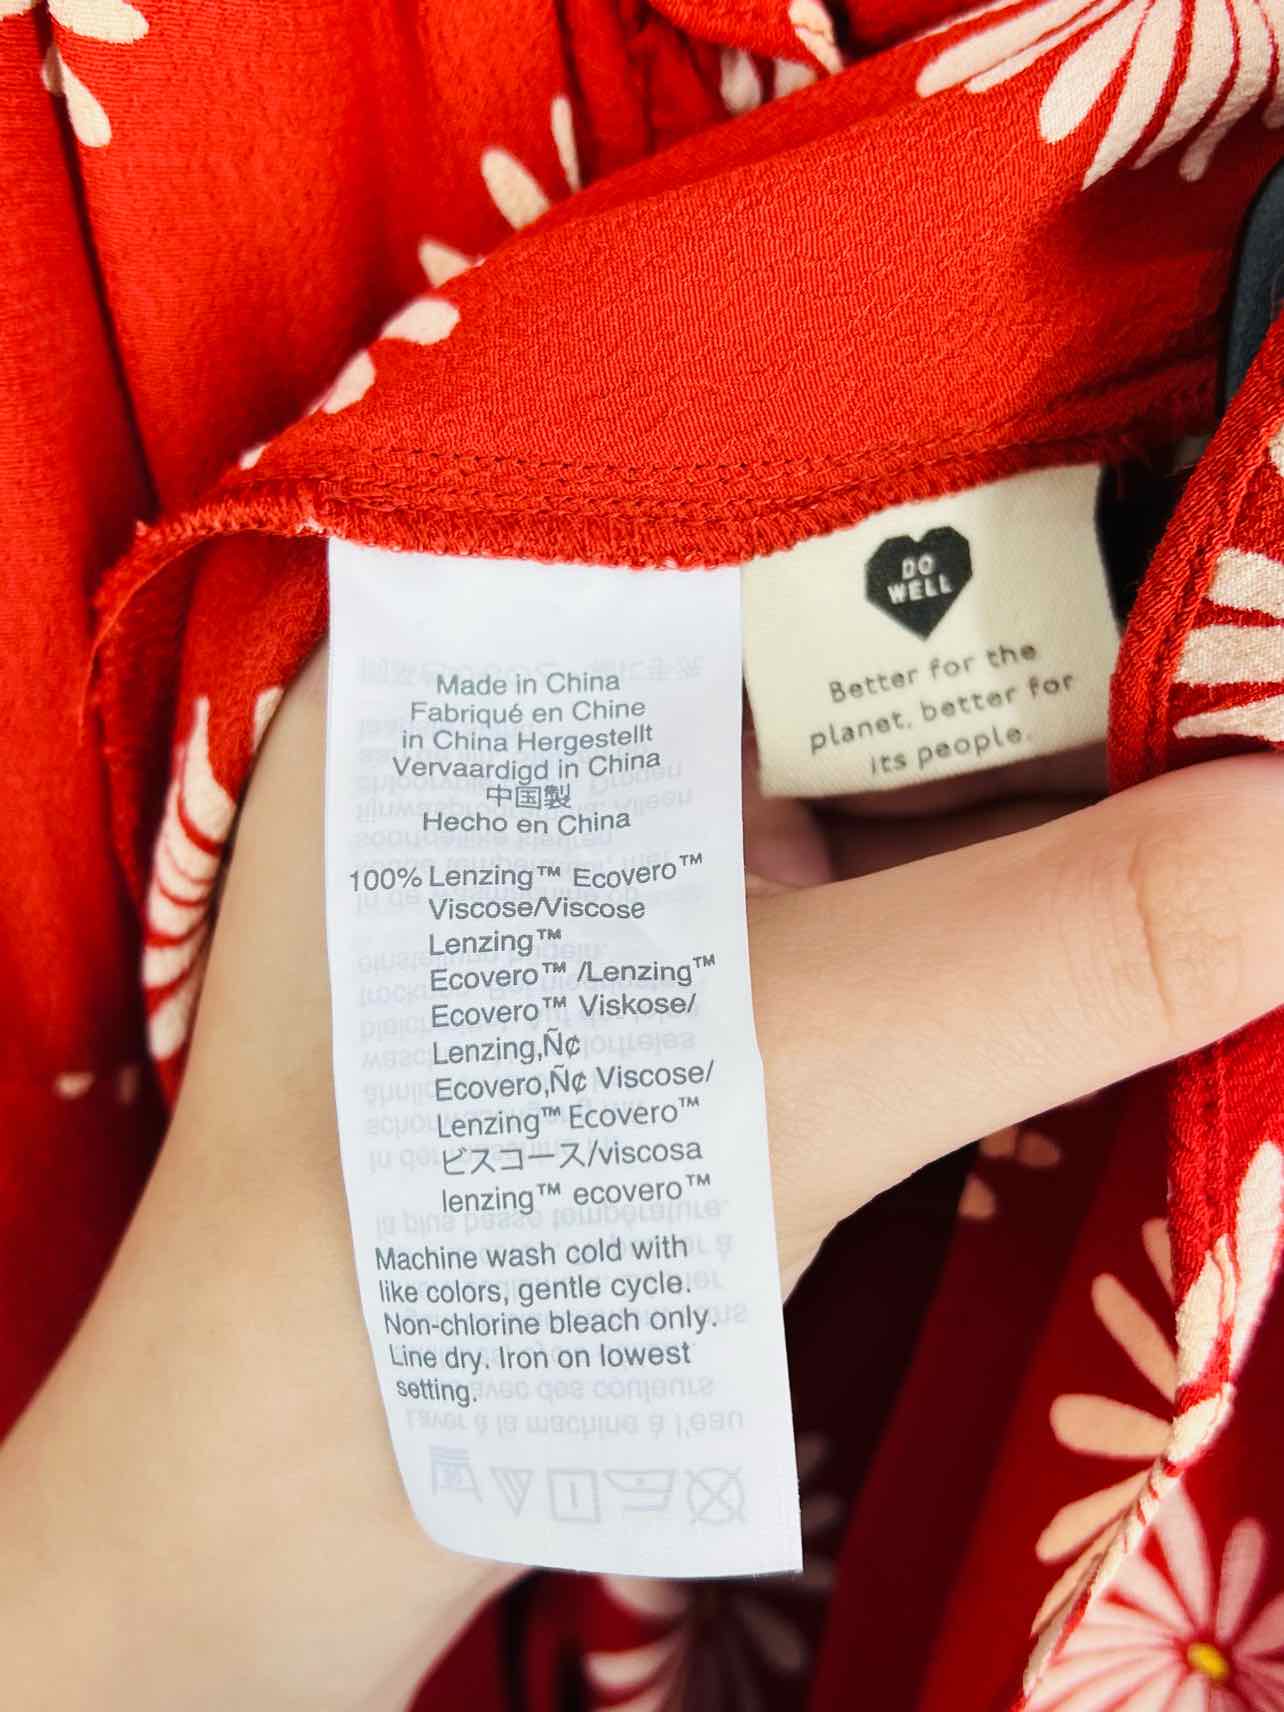 DO
WELL
Better for the
planet, better for
its people.
Made in China
Fabriqué en Chine
in China Hergestellt
Vervaardigd in China
中国製
Hecho en China
100% Lenzing™ Ecovero™
Viscose/Viscose
Lenzing™
Ecovero™ /Lenzing™
Ecovero™ Viskose/
Lenzing‚Ñ¢
Ecovero‚Ñ¢ Viscose/
Lenzing™ Ecovero™
ビスコース/viscosa
lenzing™ ecovero™
Machine wash cold with
like colors, gentle cycle.
Non-chlorine bleach only.
Line dry. Iron on lowest
setting.